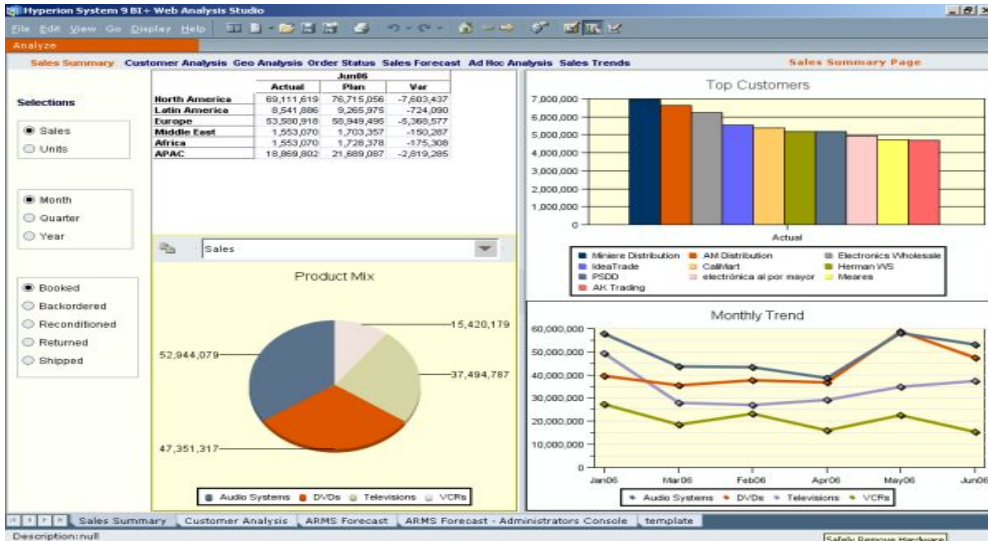 Hyperion System 9 BI+ Web Analysis Studio
File Edit View Go Display Help
Analyze
Sales Summary Customer Analysis Geo Analysis Order Status Sales Forecast Ad Hoc Analysis Sales Trends
Sales Summary Page
Selections
Sales
Units
Month
Quarter
Year
Booked
Backordered
Reconditioned
Returned
Shipped
Jun06
Actual Plan Var
North America 69,111,619 76,715,056 -7,603,437
Latin America 8,541,886 9,265,975 -724,090
Europe 53,580,918 58,949,495 -5,368,577
Middle East 1,553,070 1,703,357 -150,287
Africa 1,553,070 1,728,378 -175,308
APAC 18,869,802 21,689,087 -2,819,285
Sales
Product Mix
15,420,179
52,944,079
37,494,787
47,351,317
Audio Systems DVDs Televisions VCRs
Top Customers
7,000,000
6,000,000
5,000,000
4,000,000
3,000,000
2,000,000
1,000,000
0
Actual
Miniere Distribution AM Distribution Electronics Wholesale
IdeaTrade CaliMart Herman WS
PSDD electrónica al por mayor Meares
AK Trading
Monthly Trend
60,000,000
50,000,000
40,000,000
30,000,000
20,000,000
10,000,000
0
Jan06 Mar06 Feb06 Apr06 May06 Jun06
Audio Systems DVDs Televisions VCRs
Sales Summary Customer Analysis ARMS Forecast ARMS Forecast - Administrators Console template
Description:null
Safely Remove Hardware